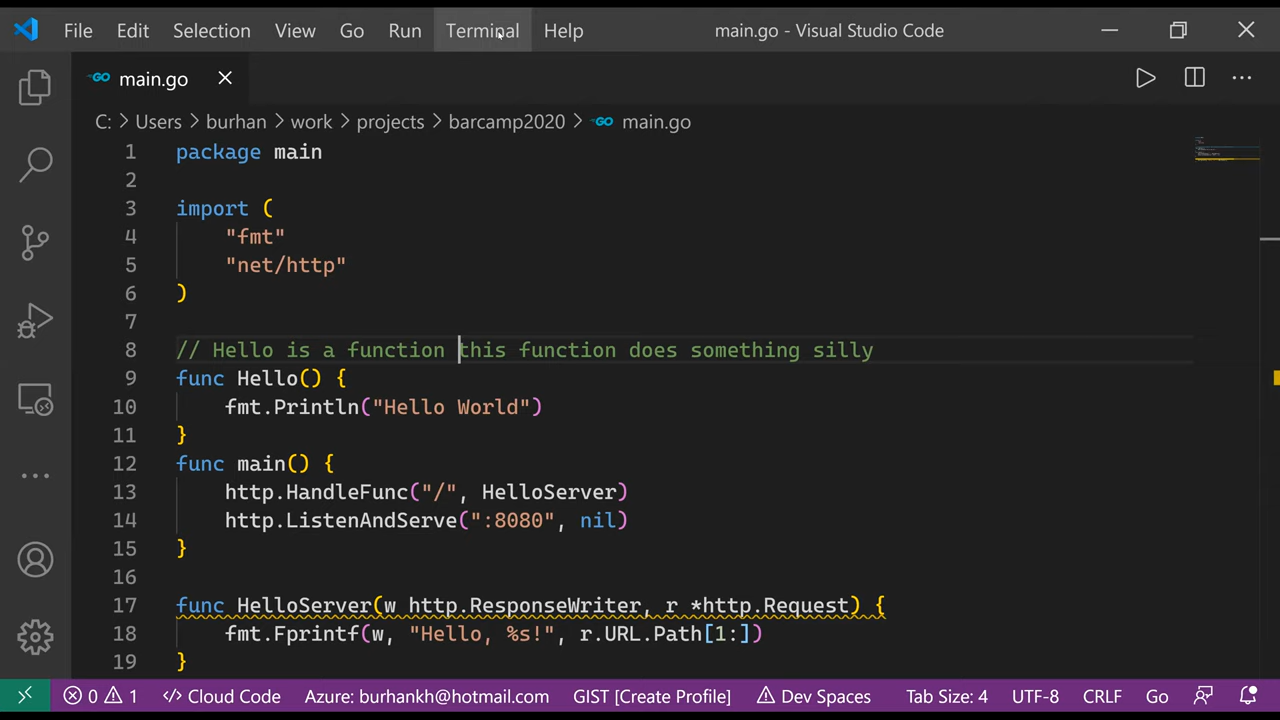 File Edit Selection View Go Run Terminal Help main.go - Visual Studio Code
GO main.go
C: > Users > burhan > work > projects > barcamp2020 > GO main.go
1 package main
2
3 import (
4 "fmt"
5 "net/http"
6 )
7
8 // Hello is a function this function does something silly
9 func Hello() {
10 fmt.Println("Hello World")
11 }
12 func main() {
13 http.HandleFunc("/", HelloServer)
14 http.ListenAndServe(":8080", nil)
15 }
16
17 func HelloServer(w http.ResponseWriter, r *http.Request) {
18 fmt.Fprintf(w, "Hello, %s!", r.URL.Path[1:])
19 }
0 1 Cloud Code Azure: burhankh@hotmail.com GIST [Create Profile] Dev Spaces Tab Size: 4 UTF-8 CRLF Go